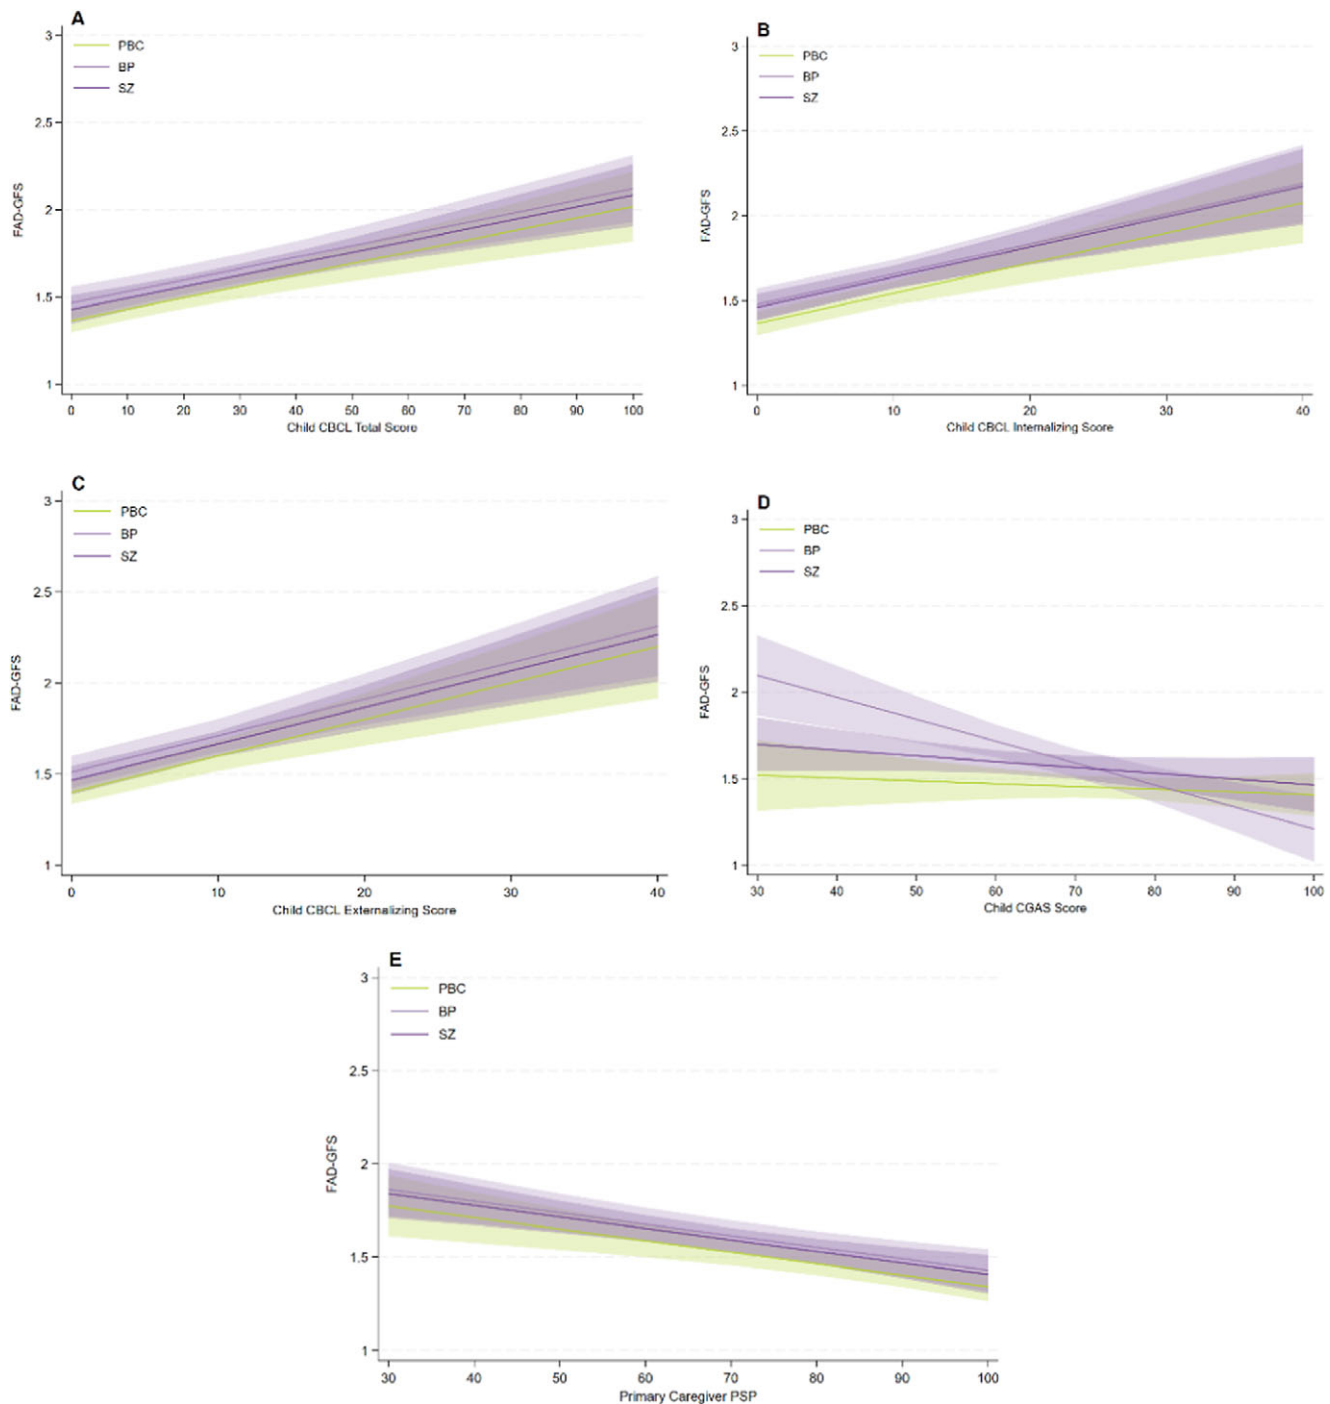 A
3
2.5
2
1.5
1
FAD-GFS
PBC
BP
SZ
0 10 20 30 40 50 60 70 80 90 100
Child CBCL Total Score
B
3
2.5
2
1.5
1
FAD-GFS
PBC
BP
SZ
0 10 20 30 40
Child CBCL Internalizing Score
C
3
2.5
2
1.5
1
FAD-GFS
PBC
BP
SZ
0 10 20 30 40
Child CBCL Externalizing Score
D
3
2.5
2
1.5
1
FAD-GFS
PBC
BP
SZ
30 40 50 60 70 80 90 100
Child CGAS Score
E
3
2.5
2
1.5
1
FAD-GFS
PBC
BP
SZ
30 40 50 60 70 80 90 100
Primary Caregiver PSP